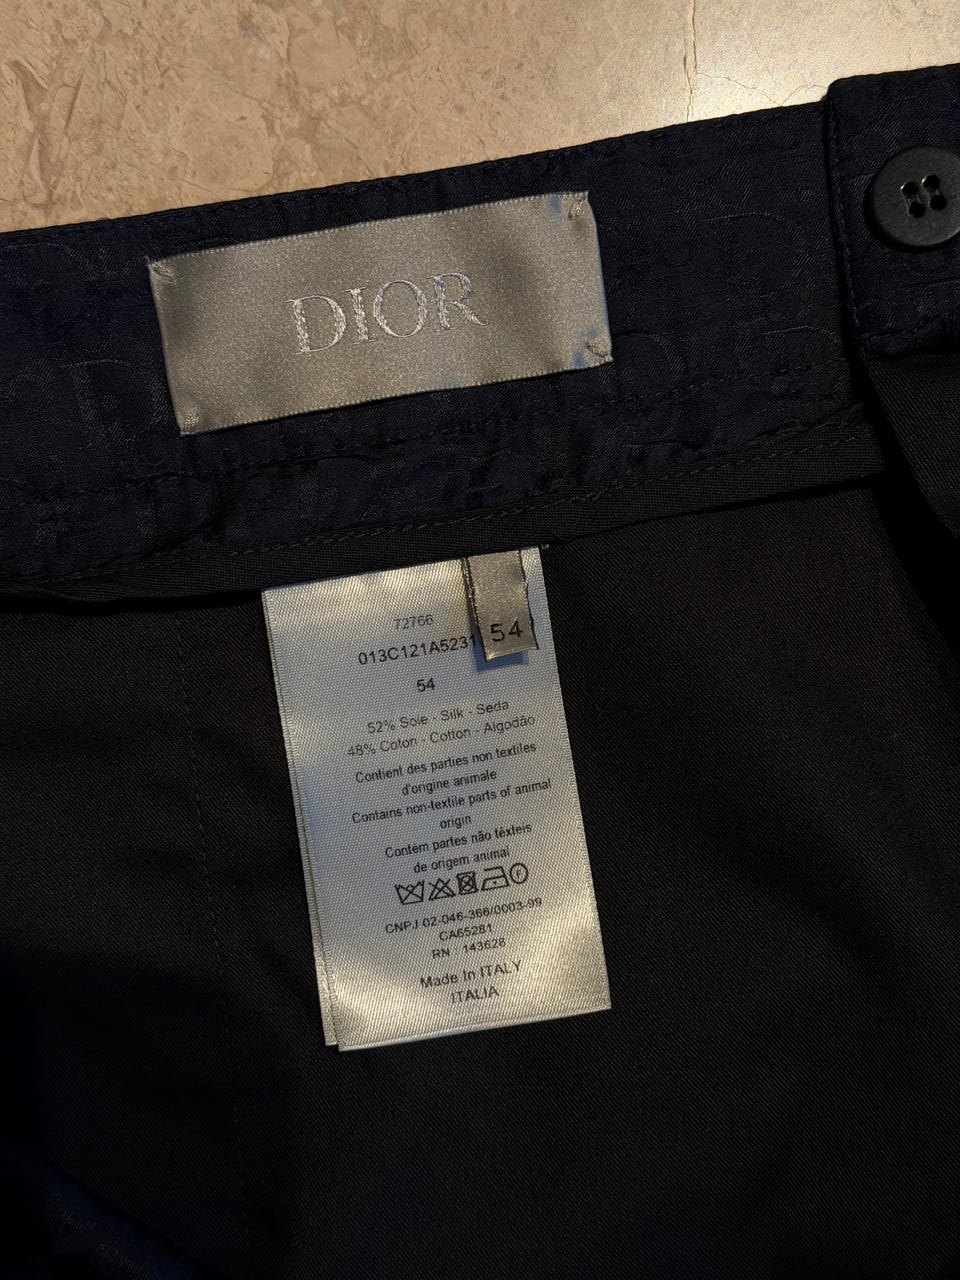 DIOR
54
72766
013C121A5231
54
52% Soie - Silk - Seda
48% Coton - Cotton - Algodão
Contient des parties non textiles
d'origine animale
Contains non-textile parts of animal
origin
Contém partes não têxteis
de origem animal
CNPJ 02-046-366/0003-99
CA65281
RN : 143628
Made In ITALY
ITALIA